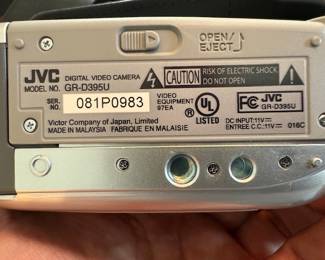 OPEN/
EJECT
JVC DIGITAL VIDEO CAMERA
MODEL NO. GR-D395U
CAUTION RISK OF ELECTRIC SHOCK
DO NOT OPEN
SER. NO. 081P0983
VIDEO EQUIPMENT 97EA
UL LISTED
FC JVC GR-D395U
Victor Company of Japan, Limited
MADE IN MALAYSIA FABRIQUE EN MALAISIE
DC INPUT: 11V
ENTREE C.C.: 11V 016C